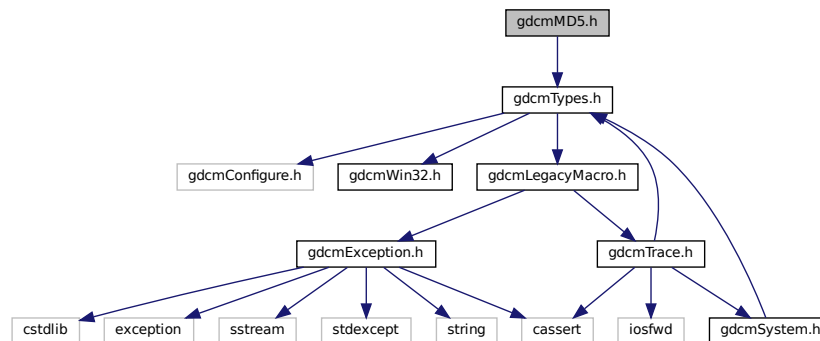 gdcmMD5.h
gdcmTypes.h
gdcmConfigure.h
gdcmWin32.h
gdcmLegacyMacro.h
gdcmException.h
gdcmTrace.h
cstdlib
exception
sstream
stdexcept
string
cassert
iosfwd
gdcmSystem.h